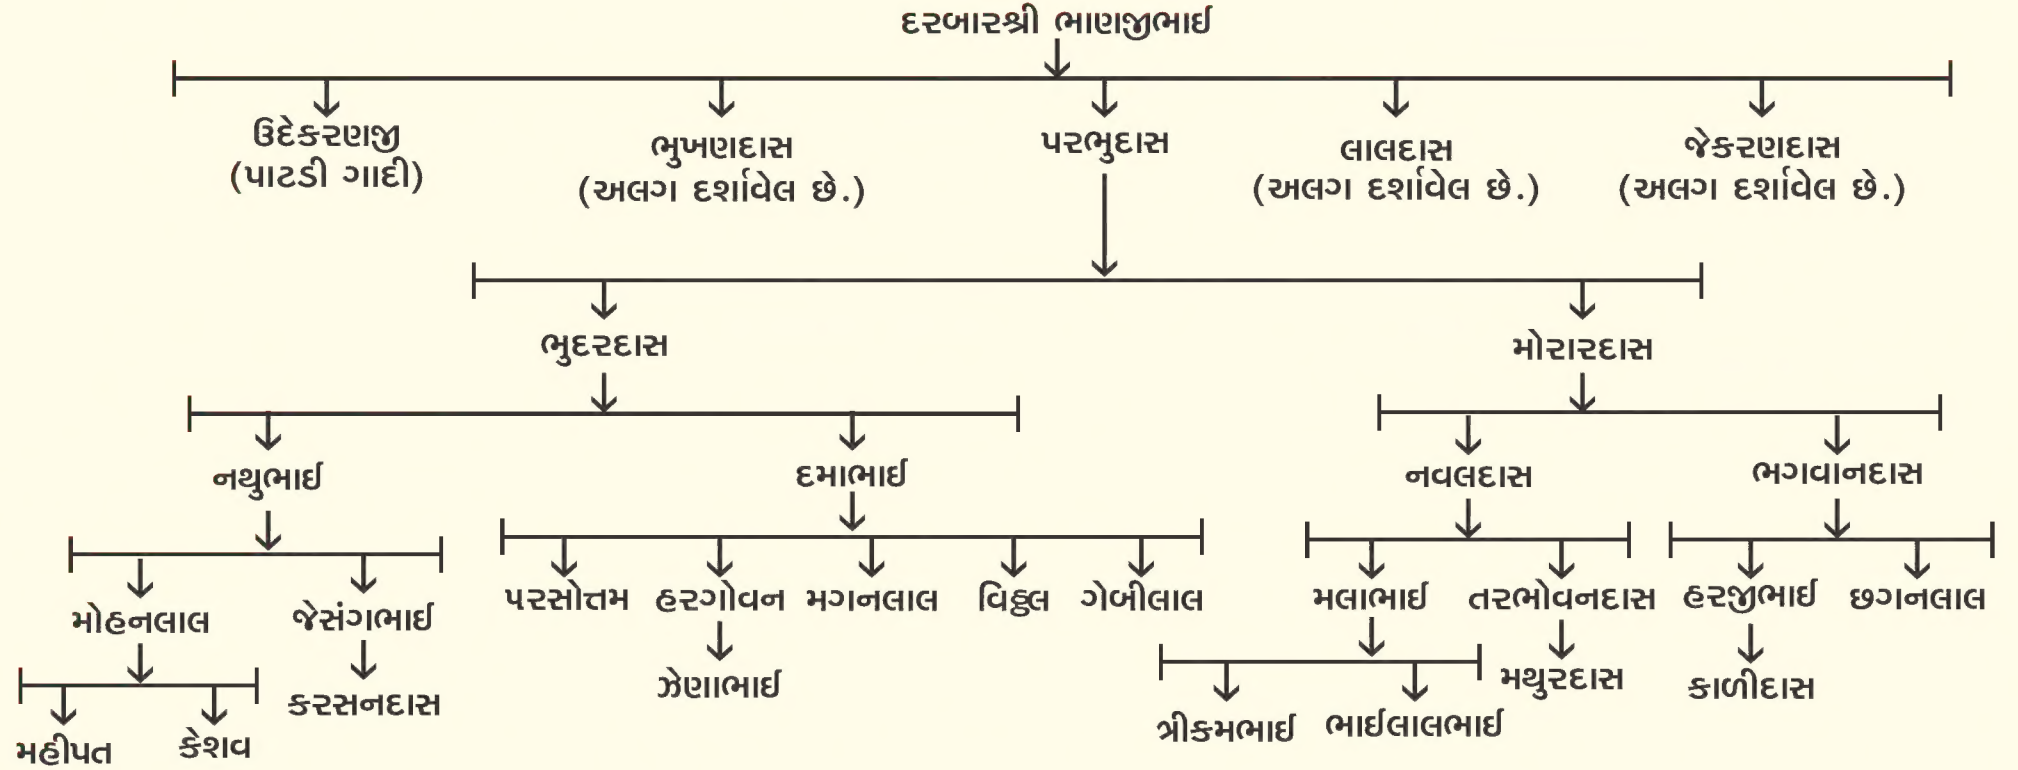 દરબારશ્રી ભાણજીભાઈ
ઉદેકરણજી
(પાટડી ગાદી)
ભુખણદાસ
(અલગ દર્શાવેલ છે.)
પરભુદાસ
લાલદાસ
(અલગ દર્શાવેલ છે.)
જેકરણદાસ
(અલગ દર્શાવેલ છે.)
ભુદરદાસ
મોરારદાસ
નથુભાઈ
દમાભાઈ
નવલદાસ
ભગવાનદાસ
મોહનલાલ
જેસંગભાઈ
પરસોત્તમ
હરગોવન
મગનલાલ
વિઠ્ઠલ
ગેબીલાલ
મલાભાઈ
તરભોવનદાસ
હરજીભાઈ
છગનલાલ
મહીપત
કેશવ
કરસનદાસ
ઝેણાભાઈ
ત્રીકમભાઈ
ભાઈલાલભાઈ
મથુરદાસ
કાળીદાસ